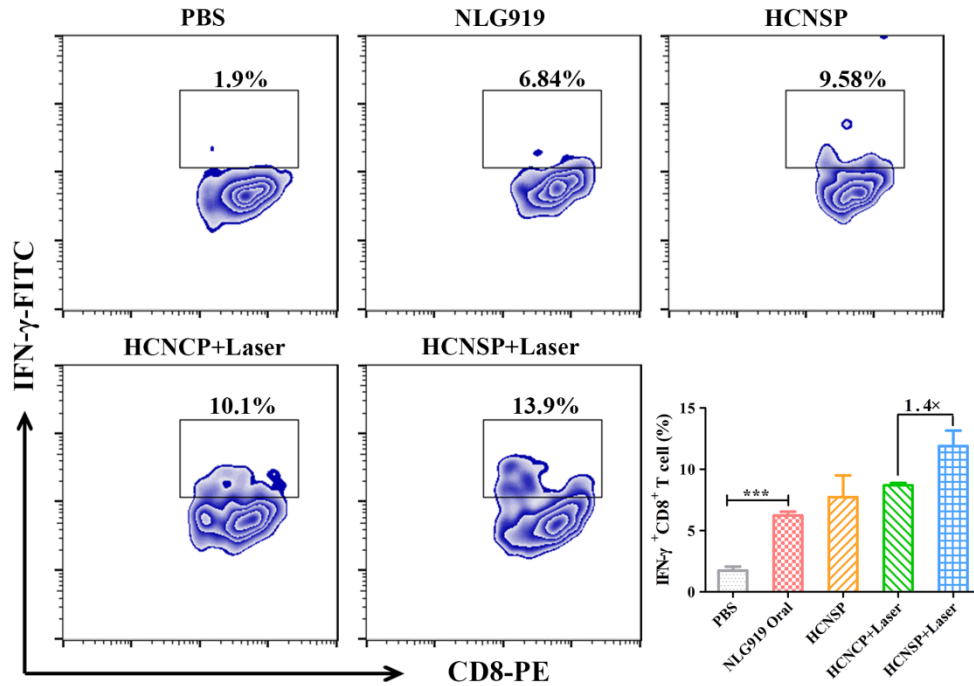 PBS
NLG919
HCNSP
1.9%
6.84%
9.58%
HCNCP+Laser
HCNSP+Laser
10.1%
13.9%
IFN-γ-FITC
CD8-PE
IFN-γ ⁺CD8⁺ T cell (%)
15
10
5
0
***
1.4×
PBS
NLG919 Oral
HCNSP
HCNCP+Laser
HCNSP+Laser